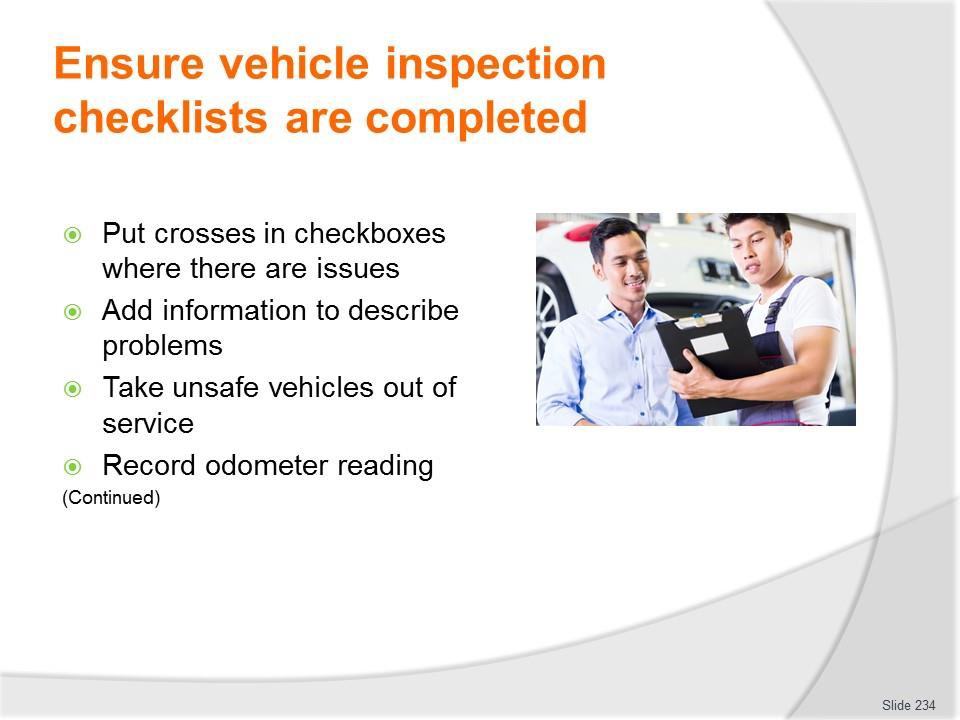 Ensure vehicle inspection
checklists are completed
Put crosses in checkboxes
where there are issues
Add information to describe
problems
Take unsafe vehicles out of
service
Record odometer reading
(Continued)
Slide 234